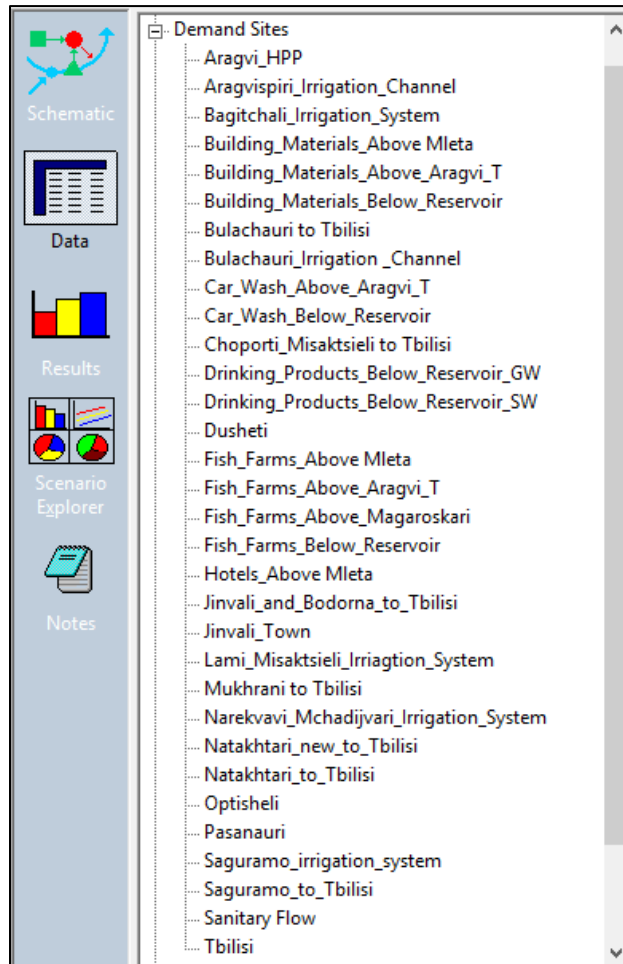 Schematic
Data
Results
Scenario
Explorer
Notes
Demand Sites
Aragvi_HPP
Aragvispiri_Irrigation_Channel
Bagitchali_Irrigation_System
Building_Materials_Above Mleta
Building_Materials_Above_Aragvi_T
Building_Materials_Below_Reservoir
Bulachauri to Tbilisi
Bulachauri_Irrigation _Channel
Car_Wash_Above_Aragvi_T
Car_Wash_Below_Reservoir
Choporti_Misaktsieli to Tbilisi
Drinking_Products_Below_Reservoir_GW
Drinking_Products_Below_Reservoir_SW
Dusheti
Fish_Farms_Above Mleta
Fish_Farms_Above_Aragvi_T
Fish_Farms_Above_Magaroskari
Fish_Farms_Below_Reservoir
Hotels_Above Mleta
Jinvali_and_Bodorna_to_Tbilisi
Jinvali_Town
Lami_Misaktsieli_Irriagtion_System
Mukhrani to Tbilisi
Narekvavi_Mchadijvari_Irrigation_System
Natakhtari_new_to_Tbilisi
Natakhtari_to_Tbilisi
Optisheli
Pasanauri
Saguramo_irrigation_system
Saguramo_to_Tbilisi
Sanitary Flow
Tbilisi